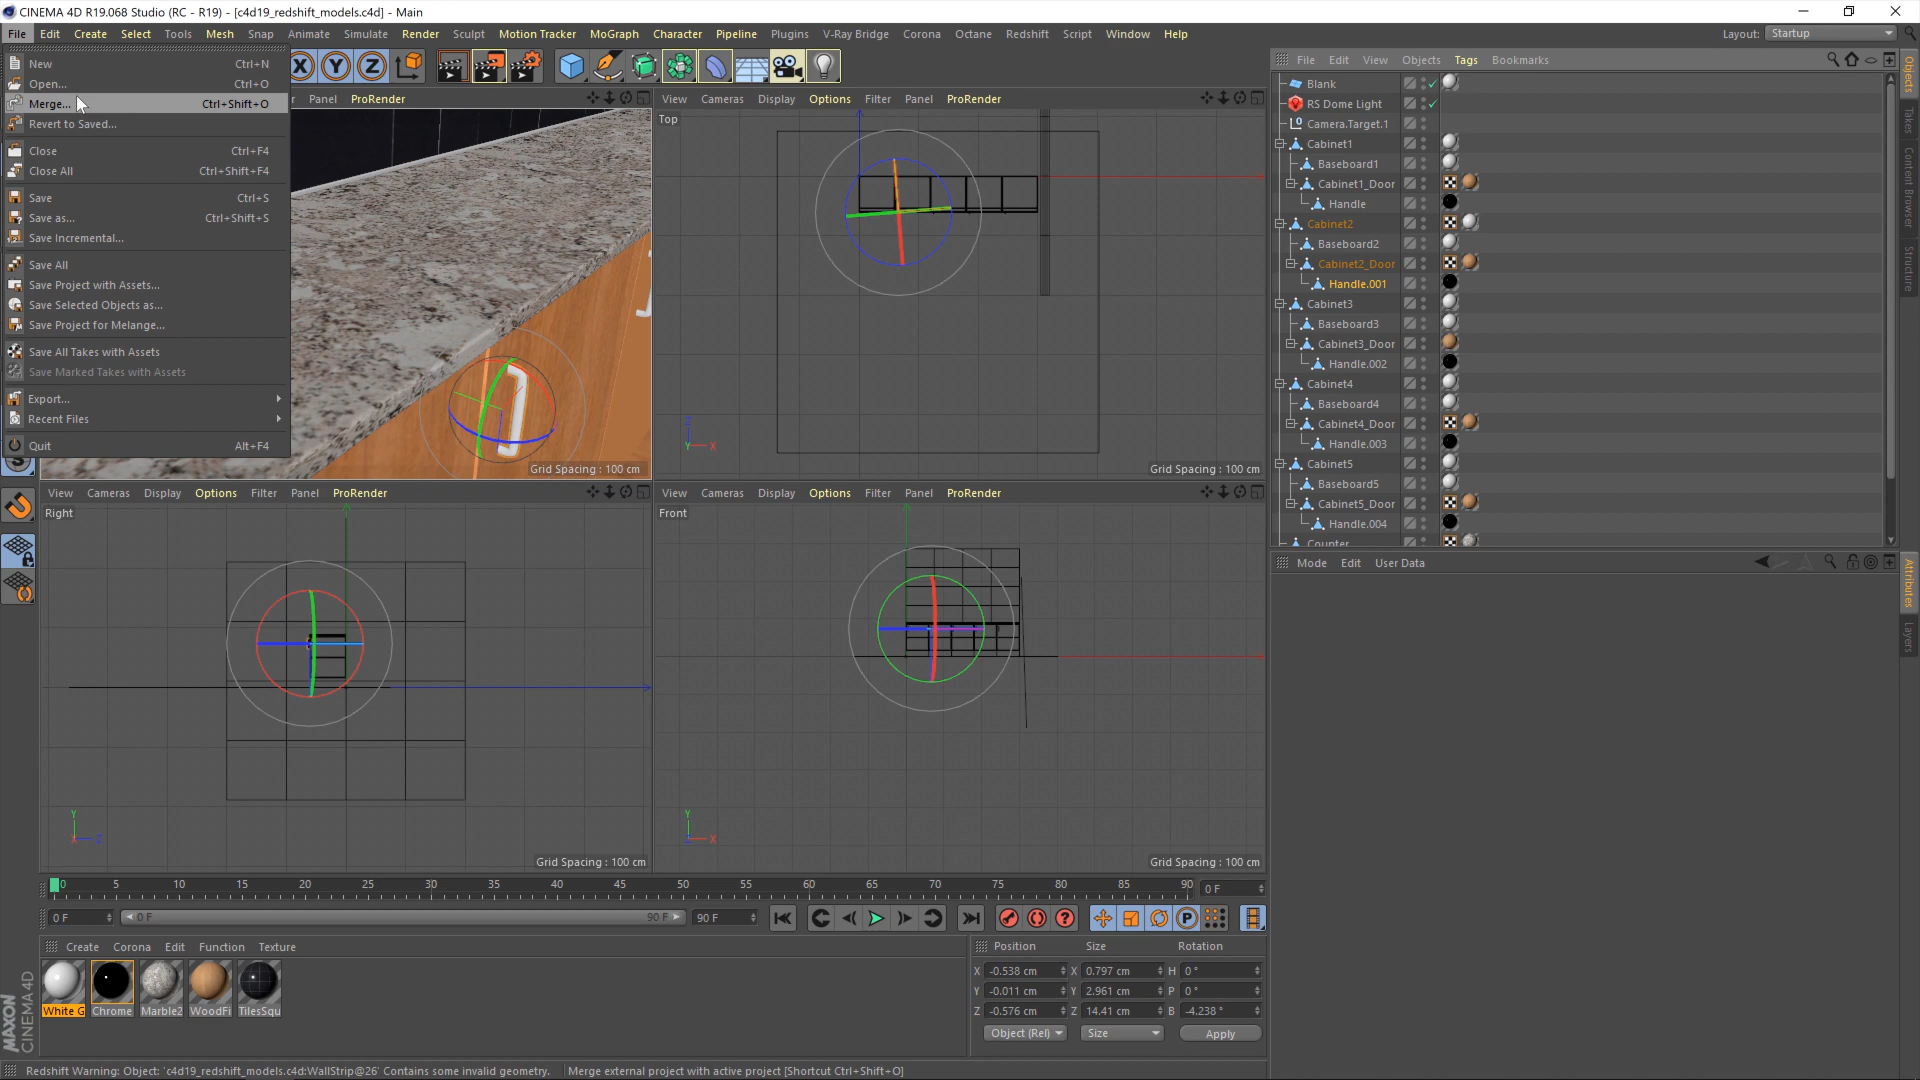 CINEMA 4D R19.068 Studio (RC - R19) - [c4d19_redshift_models.c4d] - Main
File Edit Create Select Tools Mesh Snap Animate Simulate Render Sculpt Motion Tracker MoGraph Character Pipeline Plugins V-Ray Bridge Corona Octane Redshift Script Window Help Layout: Startup
New Ctrl+N
Open... Ctrl+O
Merge... Ctrl+Shift+O
Revert to Saved...
Close Ctrl+F4
Close All Ctrl+Shift+F4
Save Ctrl+S
Save as... Ctrl+Shift+S
Save Incremental...
Save All
Save Project with Assets...
Save Selected Objects as...
Save Project for Melange...
Save All Takes with Assets
Save Marked Takes with Assets
Export...
Recent Files
Quit Alt+F4
X Y Z
r Panel ProRender
Grid Spacing : 100 cm
View Cameras Display Options Filter Panel ProRender
Top
Z
Y X
Grid Spacing : 100 cm
View Cameras Display Options Filter Panel ProRender
Right
Y
X Z
Grid Spacing : 100 cm
View Cameras Display Options Filter Panel ProRender
Front
Y
Z X
Grid Spacing : 100 cm
File Edit View Objects Tags Bookmarks
Blank
RS Dome Light
Camera.Target.1
Cabinet1
Baseboard1
Cabinet1_Door
Handle
Cabinet2
Baseboard2
Cabinet2_Door
Handle.001
Cabinet3
Baseboard3
Cabinet3_Door
Handle.002
Cabinet4
Baseboard4
Cabinet4_Door
Handle.003
Cabinet5
Baseboard5
Cabinet5_Door
Handle.004
Counter
Objects
Takes
Content Browser
Structure
Mode Edit User Data
Attributes
Layers
0 5 10 15 20 25 30 35 40 45 50 55 60 65 70 75 80 85 90 0 F
0 F 0 F 90 F 90 F
Create Corona Edit Function Texture
White G Chrome Marble2 WoodFi TilesSqu
Position Size Rotation
X -0.538 cm X 0.797 cm H 0 °
Y -0.011 cm Y 2.961 cm P 0 °
Z -0.576 cm Z 14.41 cm B -4.238 °
Object (Rel) Size Apply
MAXON CINEMA 4D
Redshift Warning: Object: 'c4d19_redshift_models.c4d:WallStrip@26' Contains some invalid geometry. Merge external project with active project [Shortcut Ctrl+Shift+O]